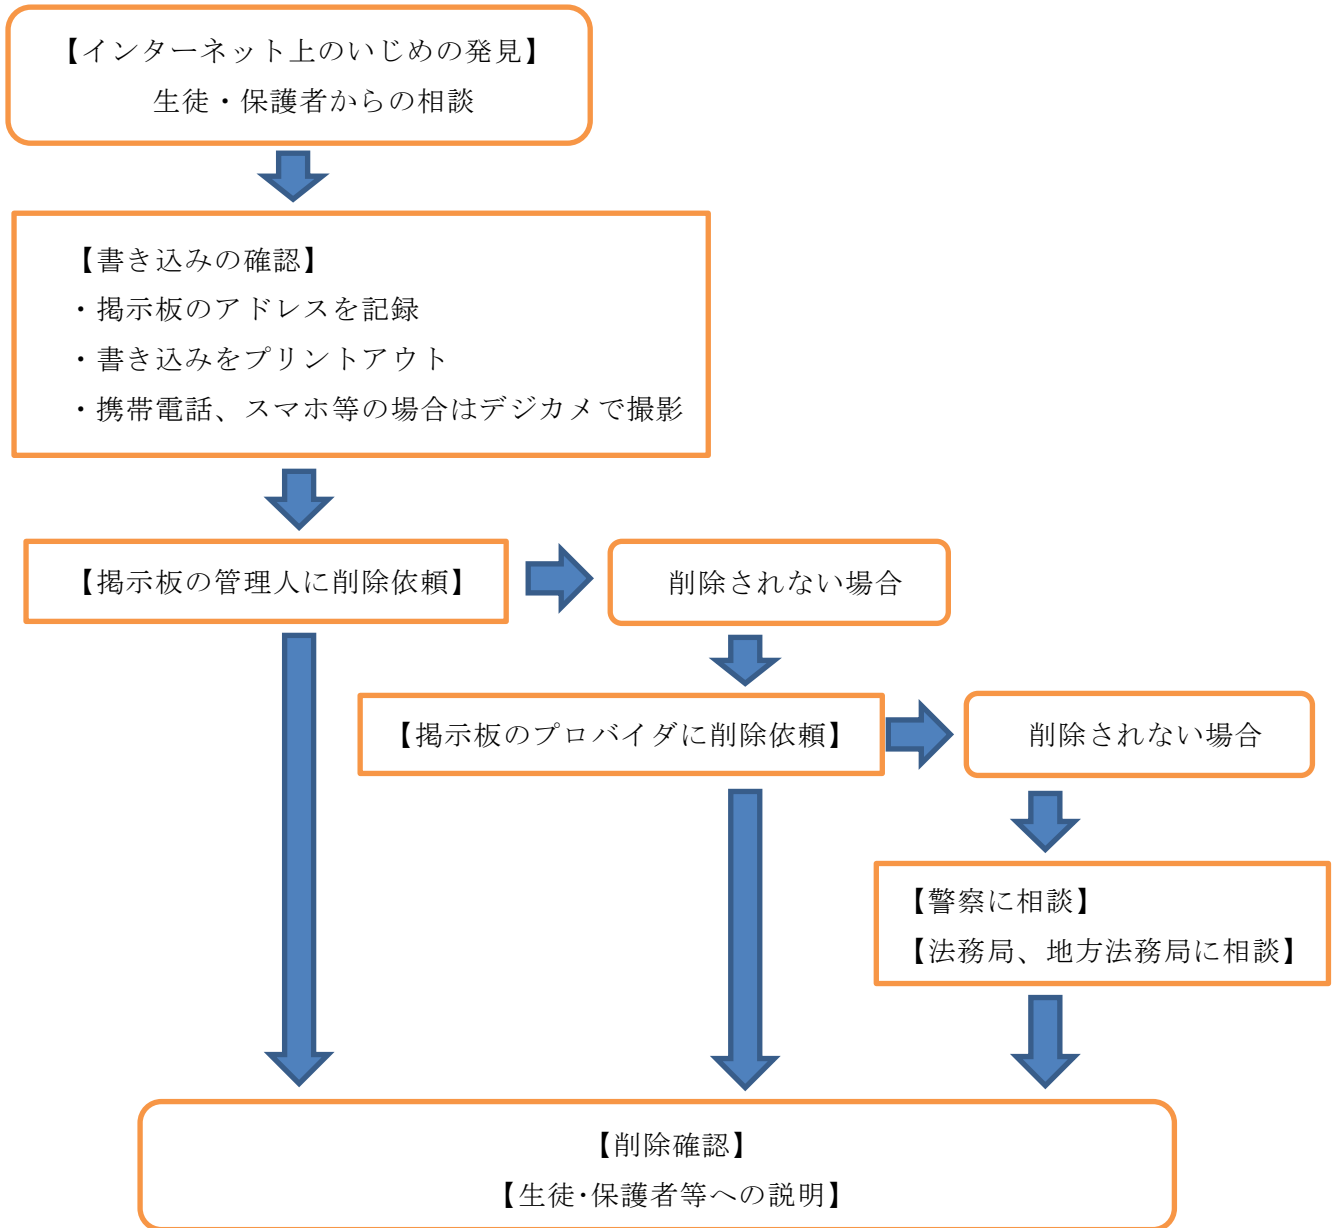 【インターネット上のいじめの発見】
生徒・保護者からの相談
【書き込みの確認】
・掲示板のアドレスを記録
・書き込みをプリントアウト
・携帯電話、スマホ等の場合はデジカメで撮影
【掲示板の管理人に削除依頼】
削除されない場合
【掲示板のプロバイダに削除依頼】
削除されない場合
【警察に相談】
【法務局、地方法務局に相談】
【削除確認】
【生徒･保護者等への説明】